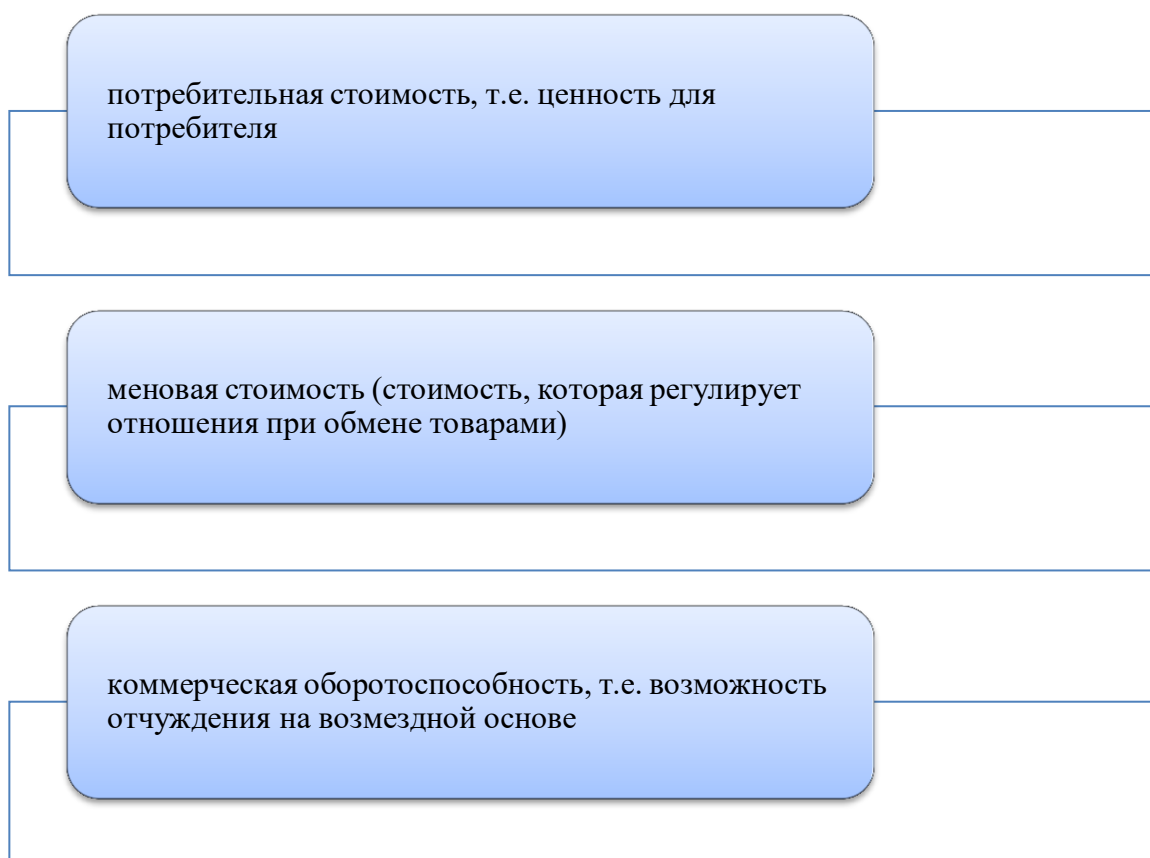 потребительная стоимость, т.е. ценность для
потребителя
меновая стоимость (стоимость, которая регулирует
отношения при обмене товарами)
коммерческая оборотоспособность, т.е. возможность
отчуждения на возмездной основе